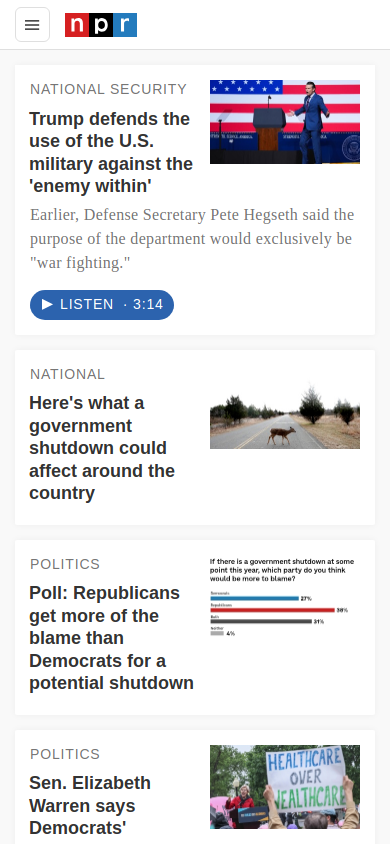 npr
NATIONAL SECURITY
Trump defends the
use of the U.S.
military against the
'enemy within'
Earlier, Defense Secretary Pete Hegseth said the
purpose of the department would exclusively be
"war fighting."
LISTEN · 3:14
NATIONAL
Here's what a
government
shutdown could
affect around the
country
POLITICS
Poll: Republicans
get more of the
blame than
Democrats for a
potential shutdown
If there is a government shutdown at some
point this year, which party do you think
would be more to blame?
Democrats
27%
Republicans
38%
Both
31%
Neither
4%
POLITICS
Sen. Elizabeth
Warren says
Democrats'
HEALTHCARE
OVER
WEALTHCARE